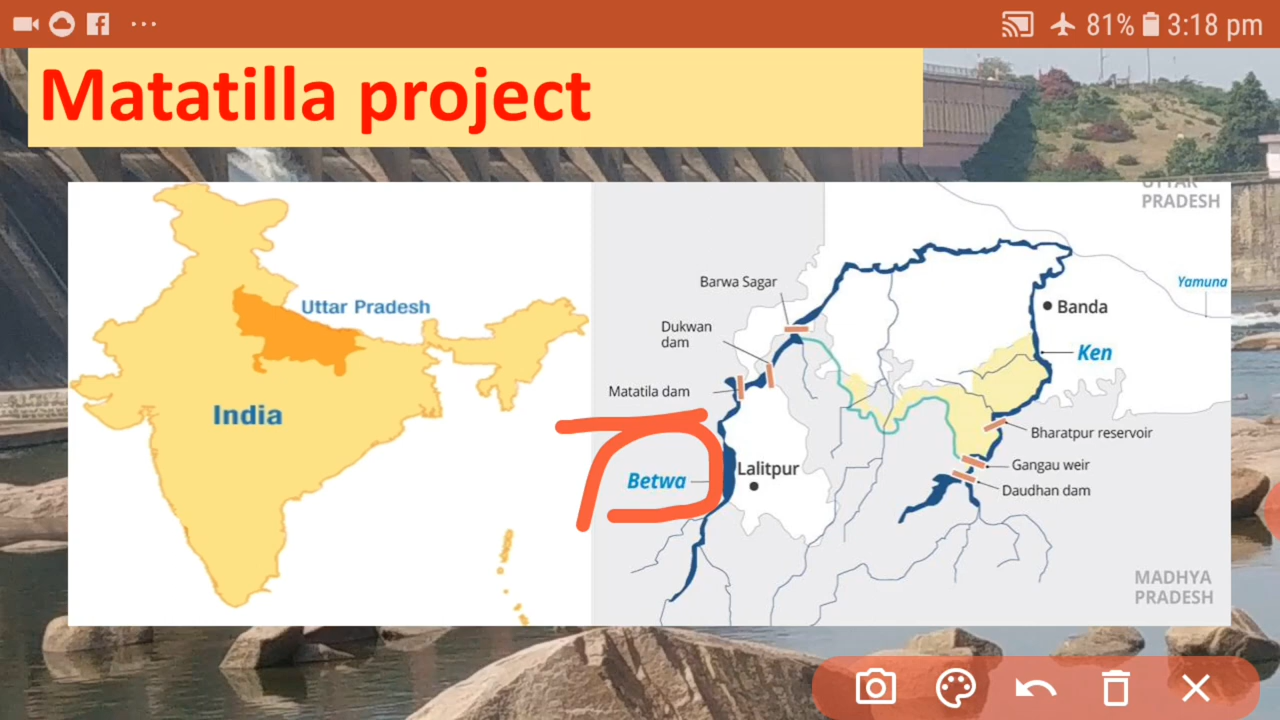 81% 3:18 pm
Matatilla project
UTTAR
PRADESH
Uttar Pradesh
India
Barwa Sagar
Yamuna
Banda
Dukwan
dam
Ken
Matatila dam
Bharatpur reservoir
Lalitpur
Gangau weir
Betwa
Daudhan dam
MADHYA
PRADESH